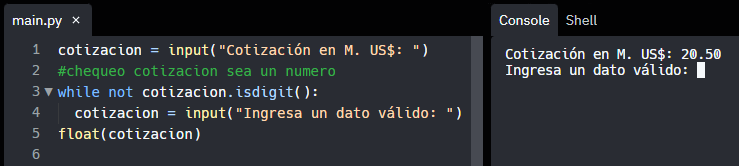 main.py ×
Console Shell
1 cotizacion = input("Cotización en M. US$: ")
2 #chequeo cotizacion sea un numero
3 while not cotizacion.isdigit():
4 cotizacion = input("Ingresa un dato válido: ")
5 float(cotizacion)
6
Cotización en M. US$: 20.50
Ingresa un dato válido: